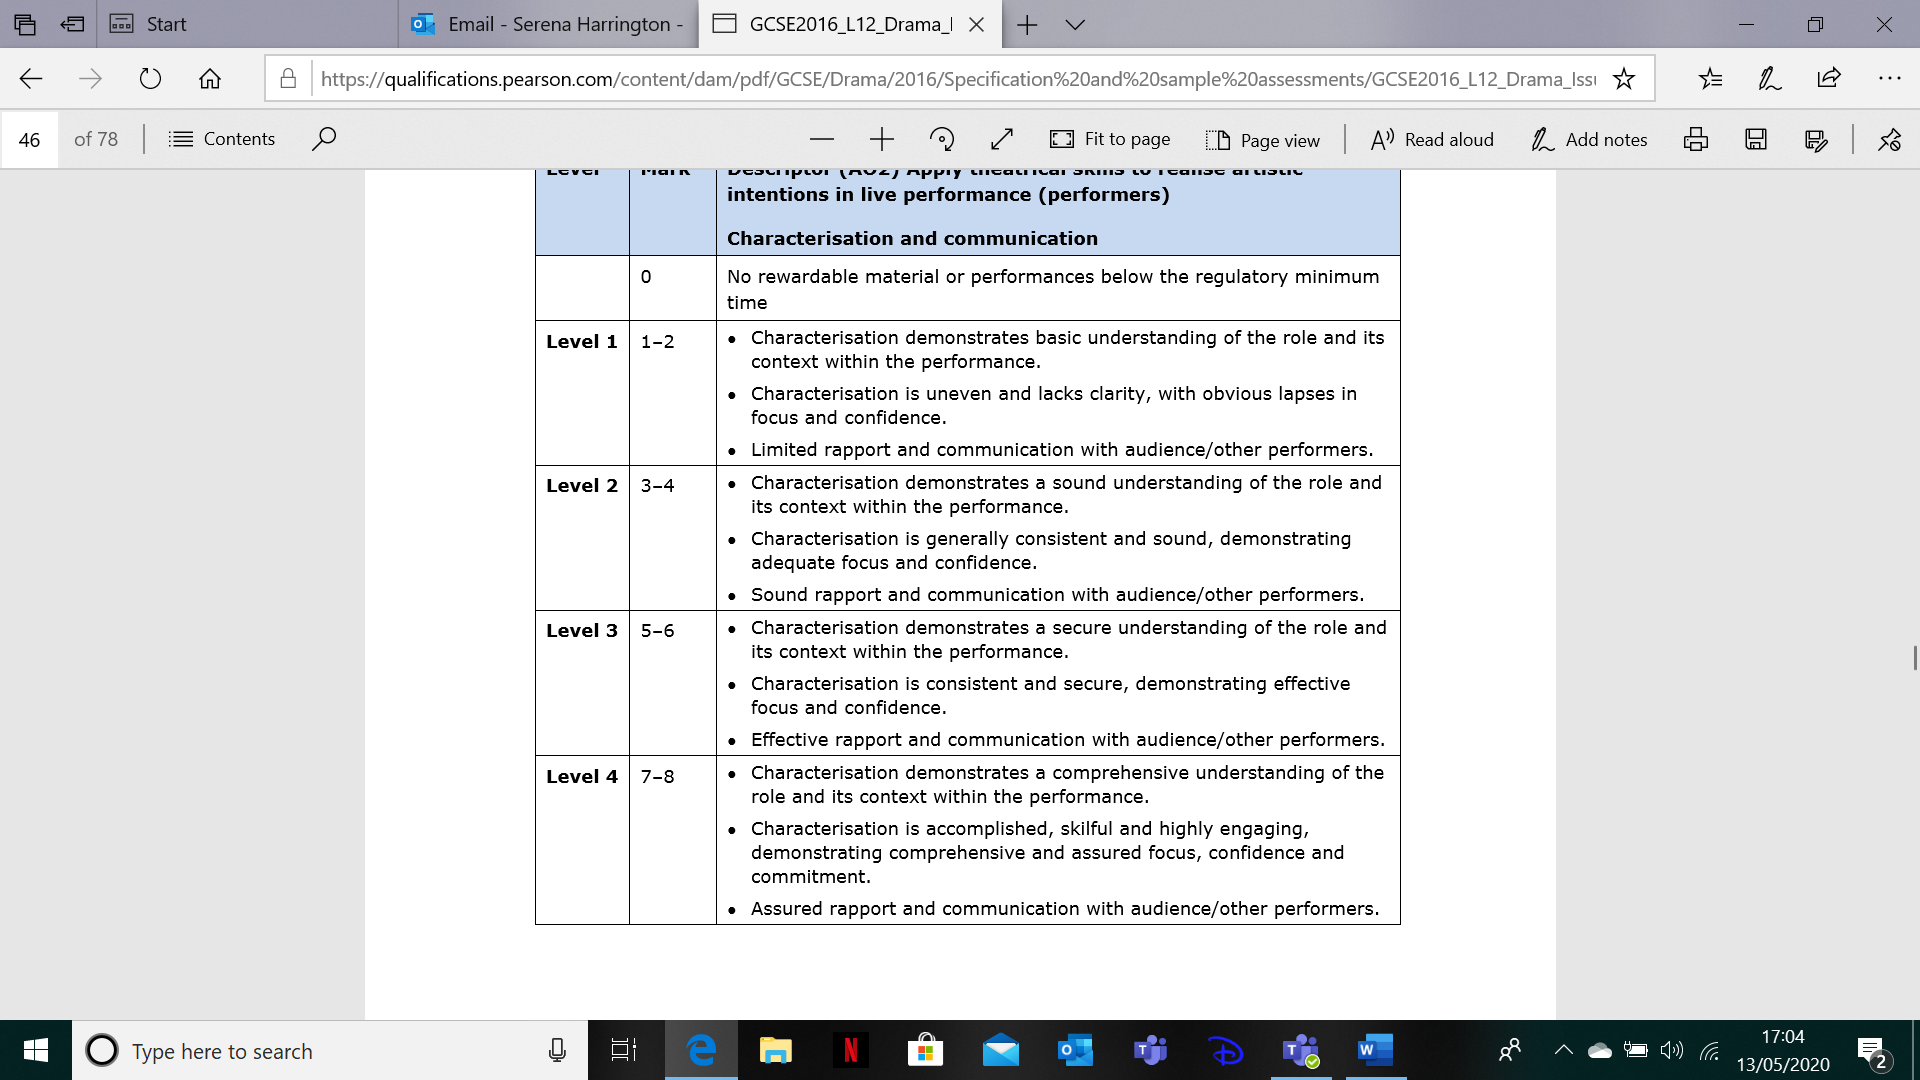 Start
Email - Serena Harrington -
GCSE2016_L12_Drama_I
https://qualifications.pearson.com/content/dam/pdf/GCSE/Drama/2016/Specification%20and%20sample%20assessments/GCSE2016_L12_Drama_Issu
46 of 78 Contents Fit to page Page view Read aloud Add notes
Level Mark Descriptor (AO2) Apply theatrical skills to realise artistic
intentions in live performance (performers)
Characterisation and communication
0 No rewardable material or performances below the regulatory minimum
time
Level 1 1–2 • Characterisation demonstrates basic understanding of the role and its
context within the performance.
• Characterisation is uneven and lacks clarity, with obvious lapses in
focus and confidence.
• Limited rapport and communication with audience/other performers.
Level 2 3–4 • Characterisation demonstrates a sound understanding of the role and
its context within the performance.
• Characterisation is generally consistent and sound, demonstrating
adequate focus and confidence.
• Sound rapport and communication with audience/other performers.
Level 3 5–6 • Characterisation demonstrates a secure understanding of the role and
its context within the performance.
• Characterisation is consistent and secure, demonstrating effective
focus and confidence.
• Effective rapport and communication with audience/other performers.
Level 4 7–8 • Characterisation demonstrates a comprehensive understanding of the
role and its context within the performance.
• Characterisation is accomplished, skilful and highly engaging,
demonstrating comprehensive and assured focus, confidence and
commitment.
• Assured rapport and communication with audience/other performers.
Type here to search
17:04
13/05/2020
2